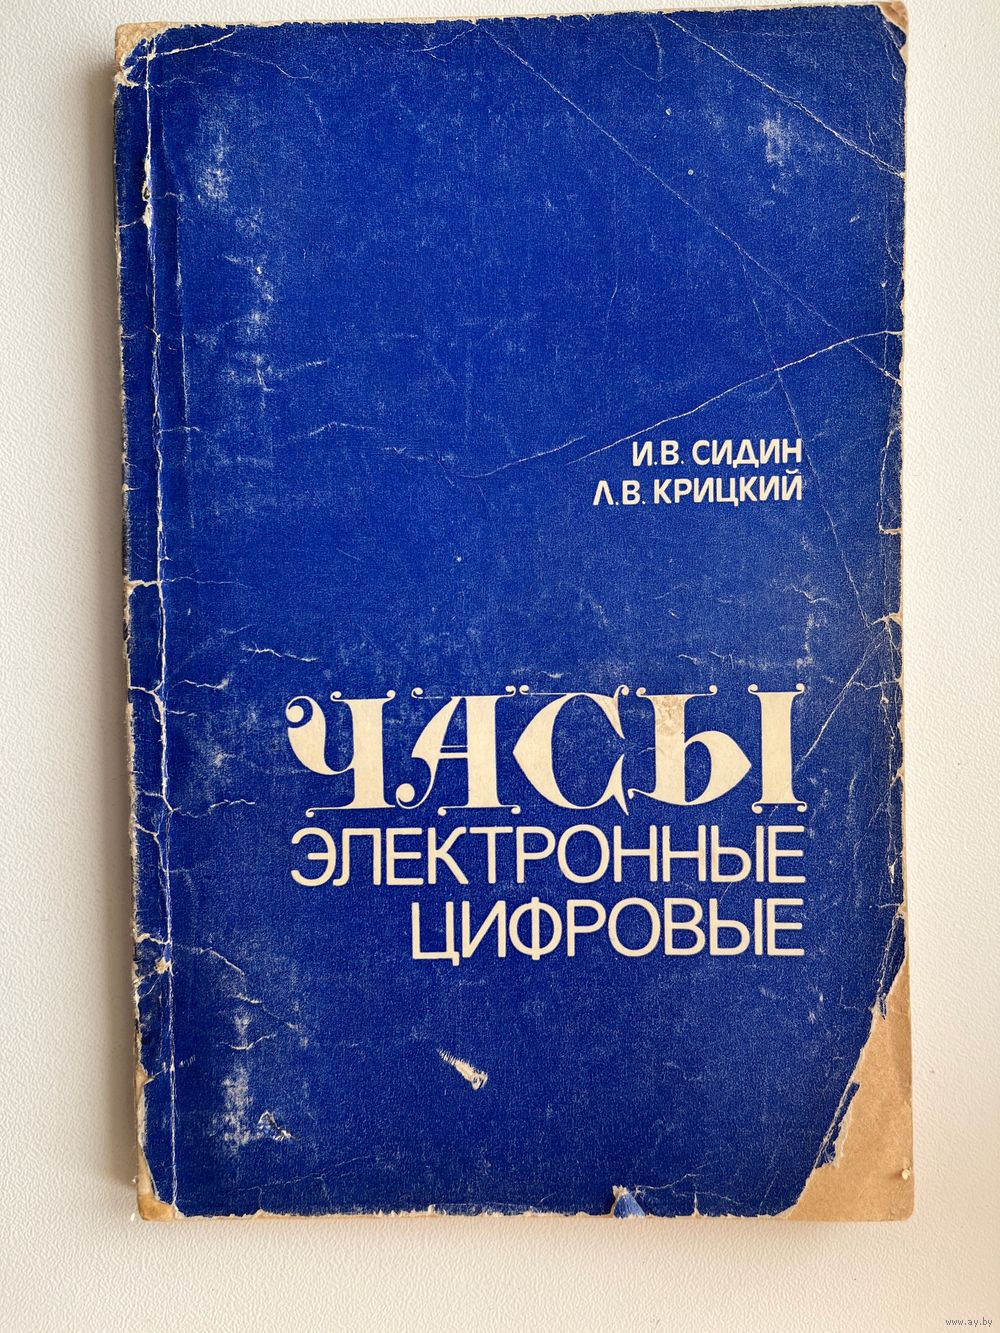 И.В. СИДИН
Л.В. КРИЦКИЙ
ЧАСЫ
ЭЛЕКТРОННЫЕ
ЦИФРОВЫЕ
www.ay.by